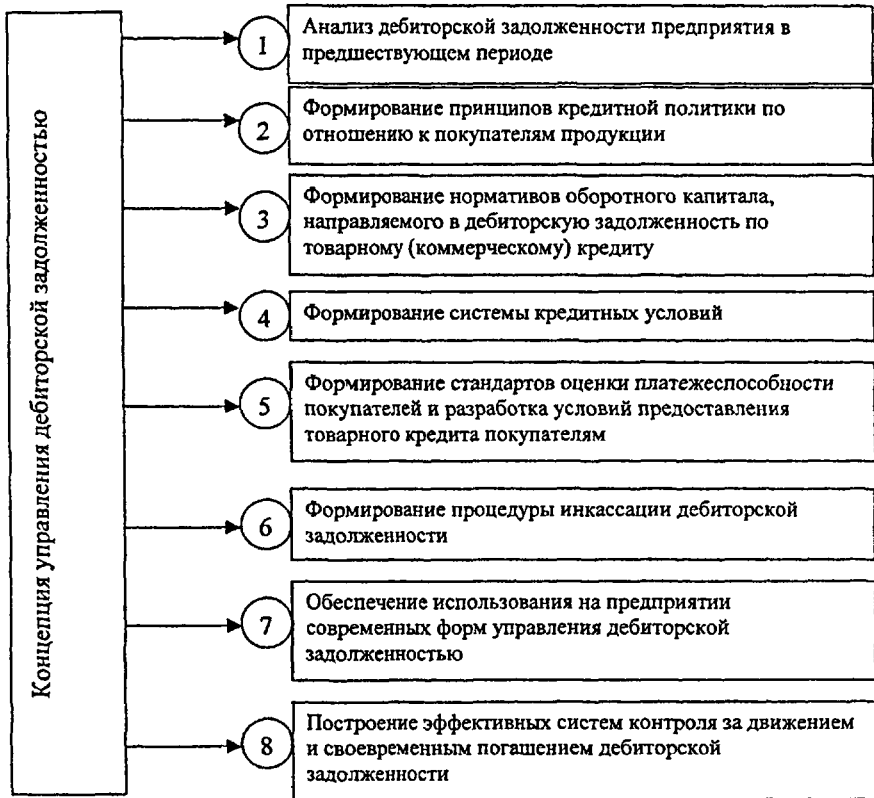 Концепция управления дебиторской задолженностью
1
Анализ дебиторской задолженности предприятия в
предшествующем периоде
2
Формирование принципов кредитной политики по
отношению к покупателям продукции
3
Формирование нормативов оборотного капитала,
направляемого в дебиторскую задолженность по
товарному (коммерческому) кредиту
4
Формирование системы кредитных условий
5
Формирование стандартов оценки платежеспособности
покупателей и разработка условий предоставления
товарного кредита покупателям
6
Формирование процедуры инкассации дебиторской
задолженности
7
Обеспечение использования на предприятии
современных форм управления дебиторской
задолженностью
8
Построение эффективных систем контроля за движением
и своевременным погашением дебиторской
задолженности